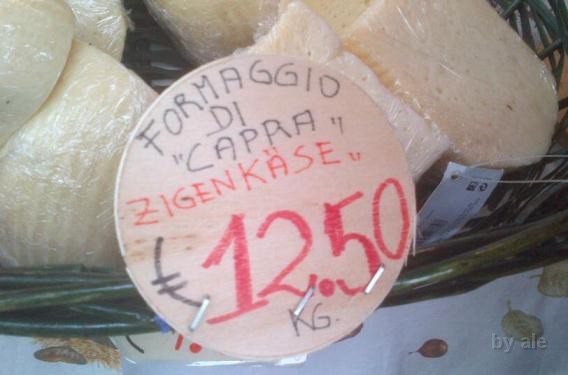 FORMAGGIO
DI
"CAPRA"
ZIGENKÄSE"
€ 12.50
KG.
by ale